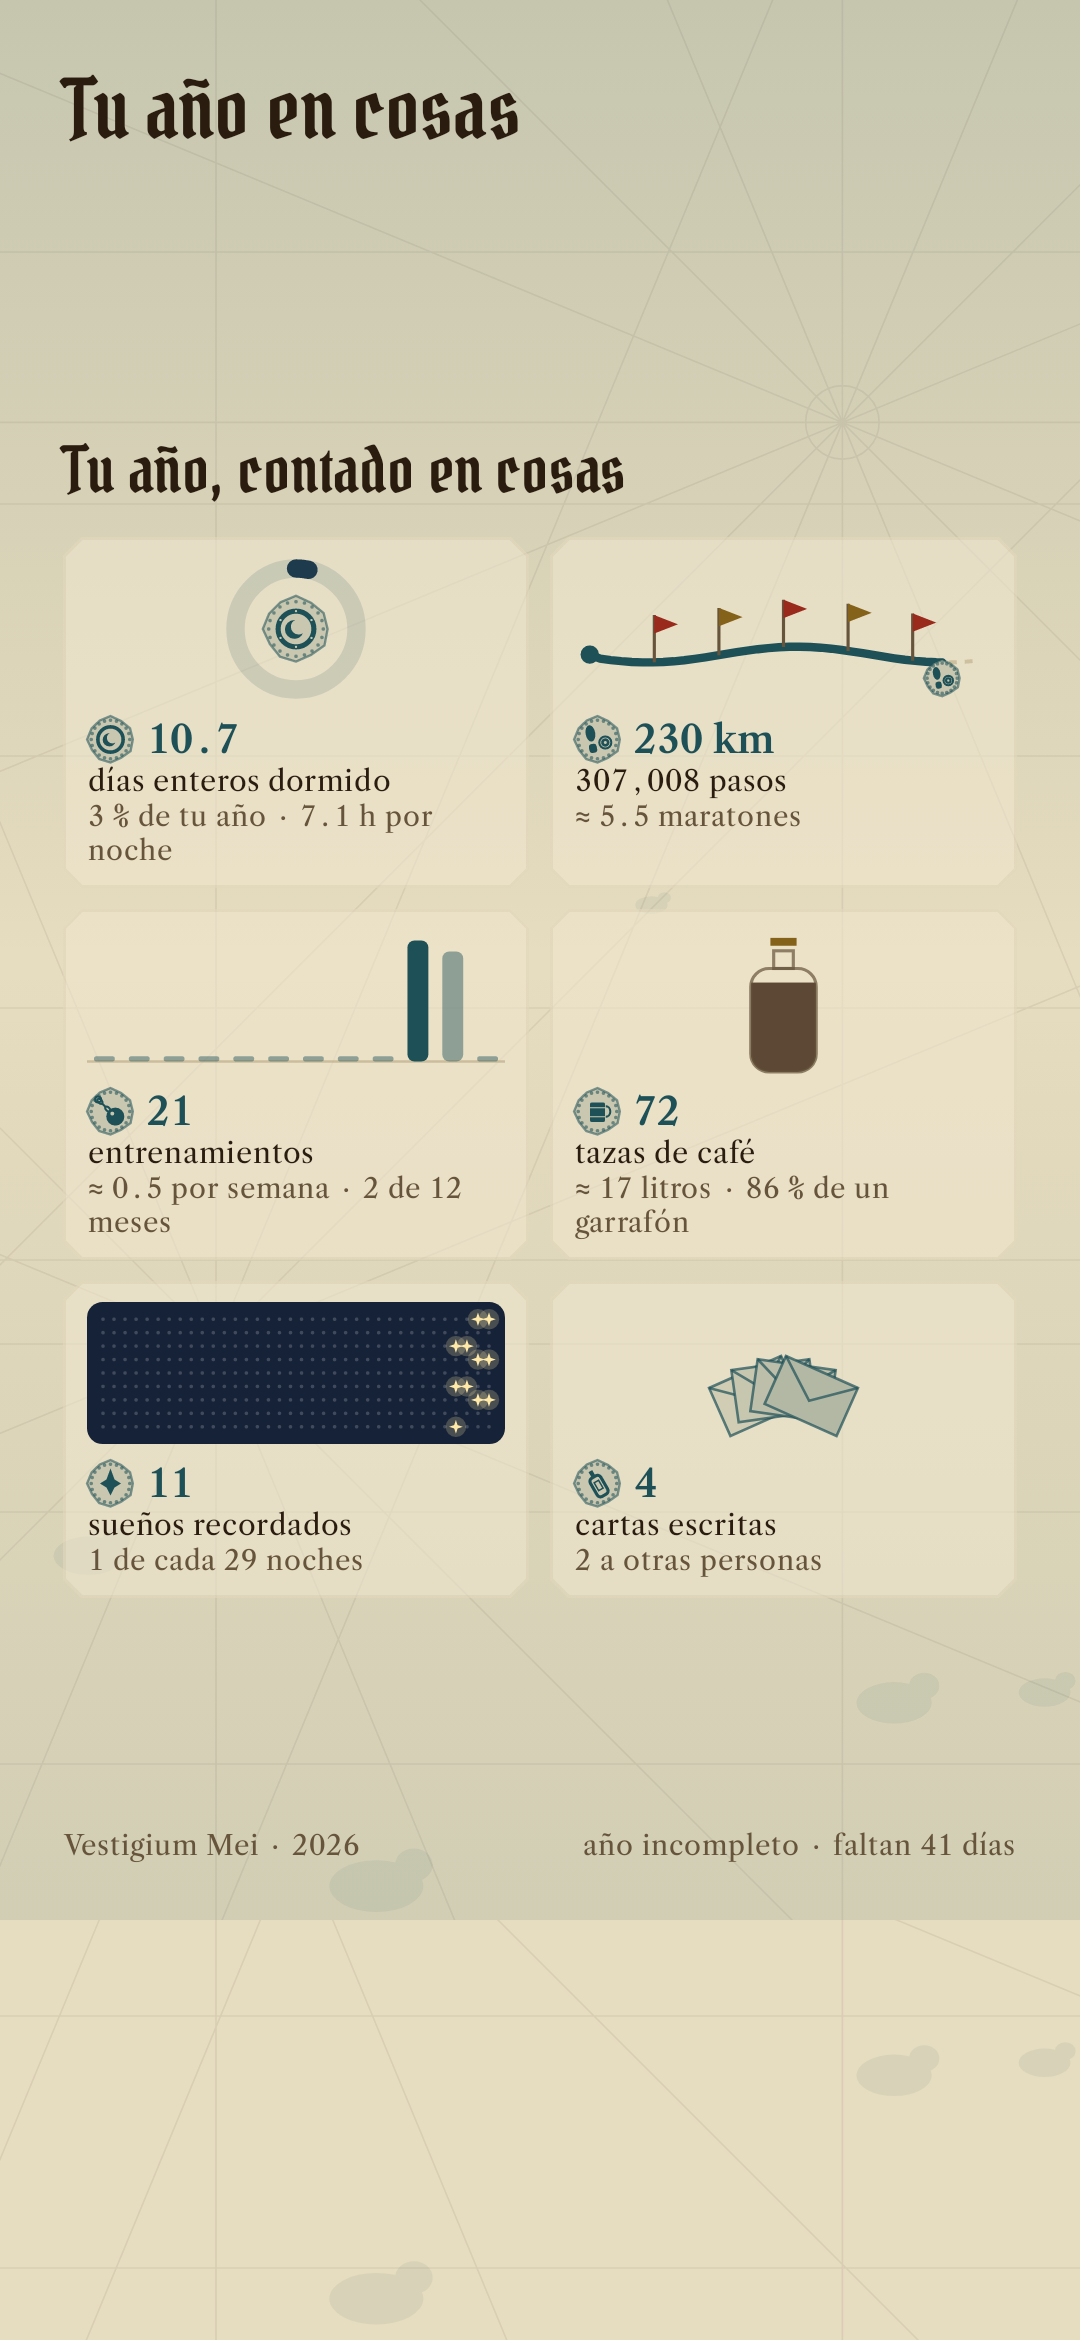 Tu año en cosas
Tu año, contado en cosas
10.7
días enteros dormido
3 % de tu año · 7.1 h por
noche
230 km
307,008 pasos
≈ 5.5 maratones
21
entrenamientos
≈ 0.5 por semana · 2 de 12
meses
72
tazas de café
≈ 17 litros · 86 % de un
garrafón
11
sueños recordados
1 de cada 29 noches
4
cartas escritas
2 a otras personas
Vestigium Mei · 2026
año incompleto · faltan 41 días